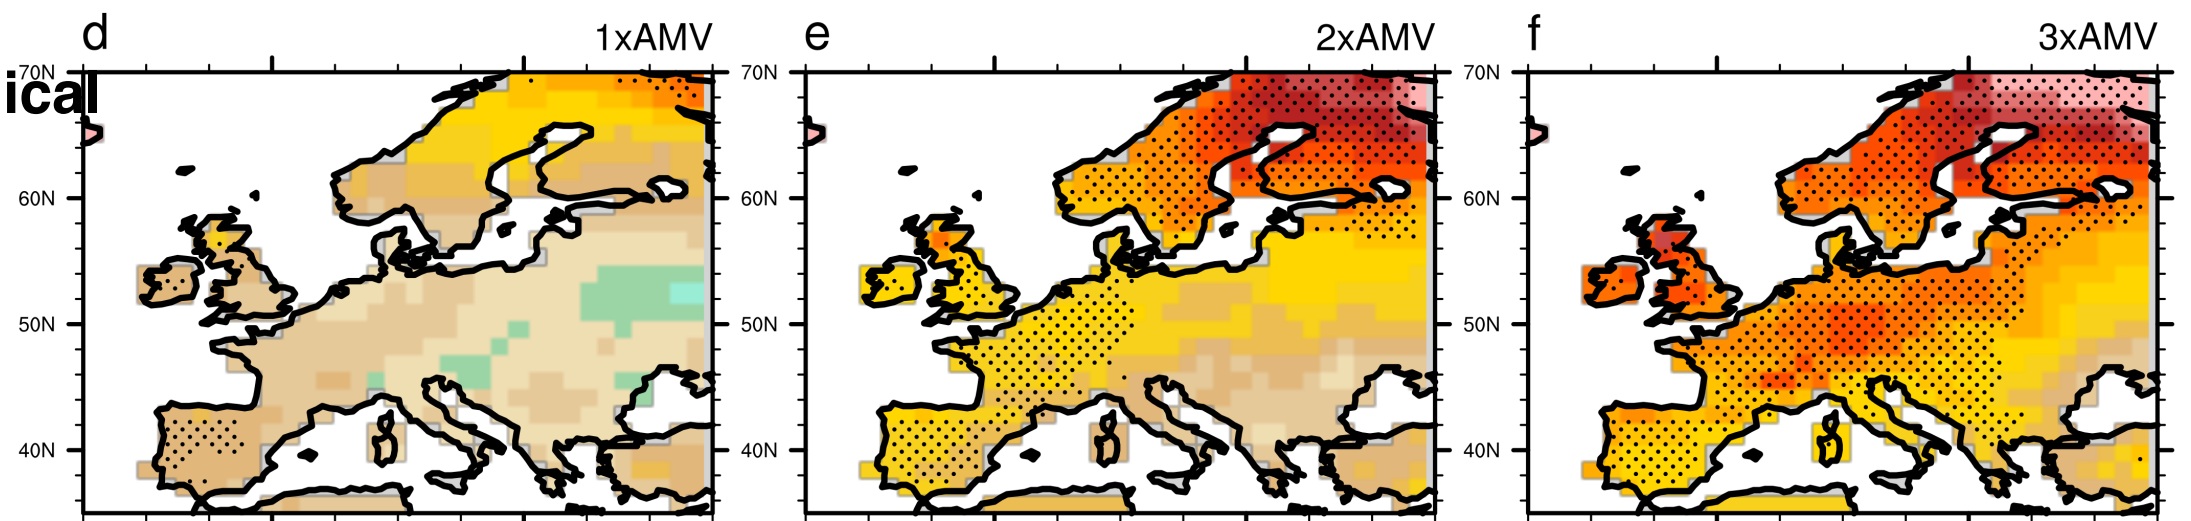 d 1xAMV e 2xAMV f 3xAMV
70N 70N 70N
ical
60N 60N 60N
50N 50N 50N
40N 40N 40N